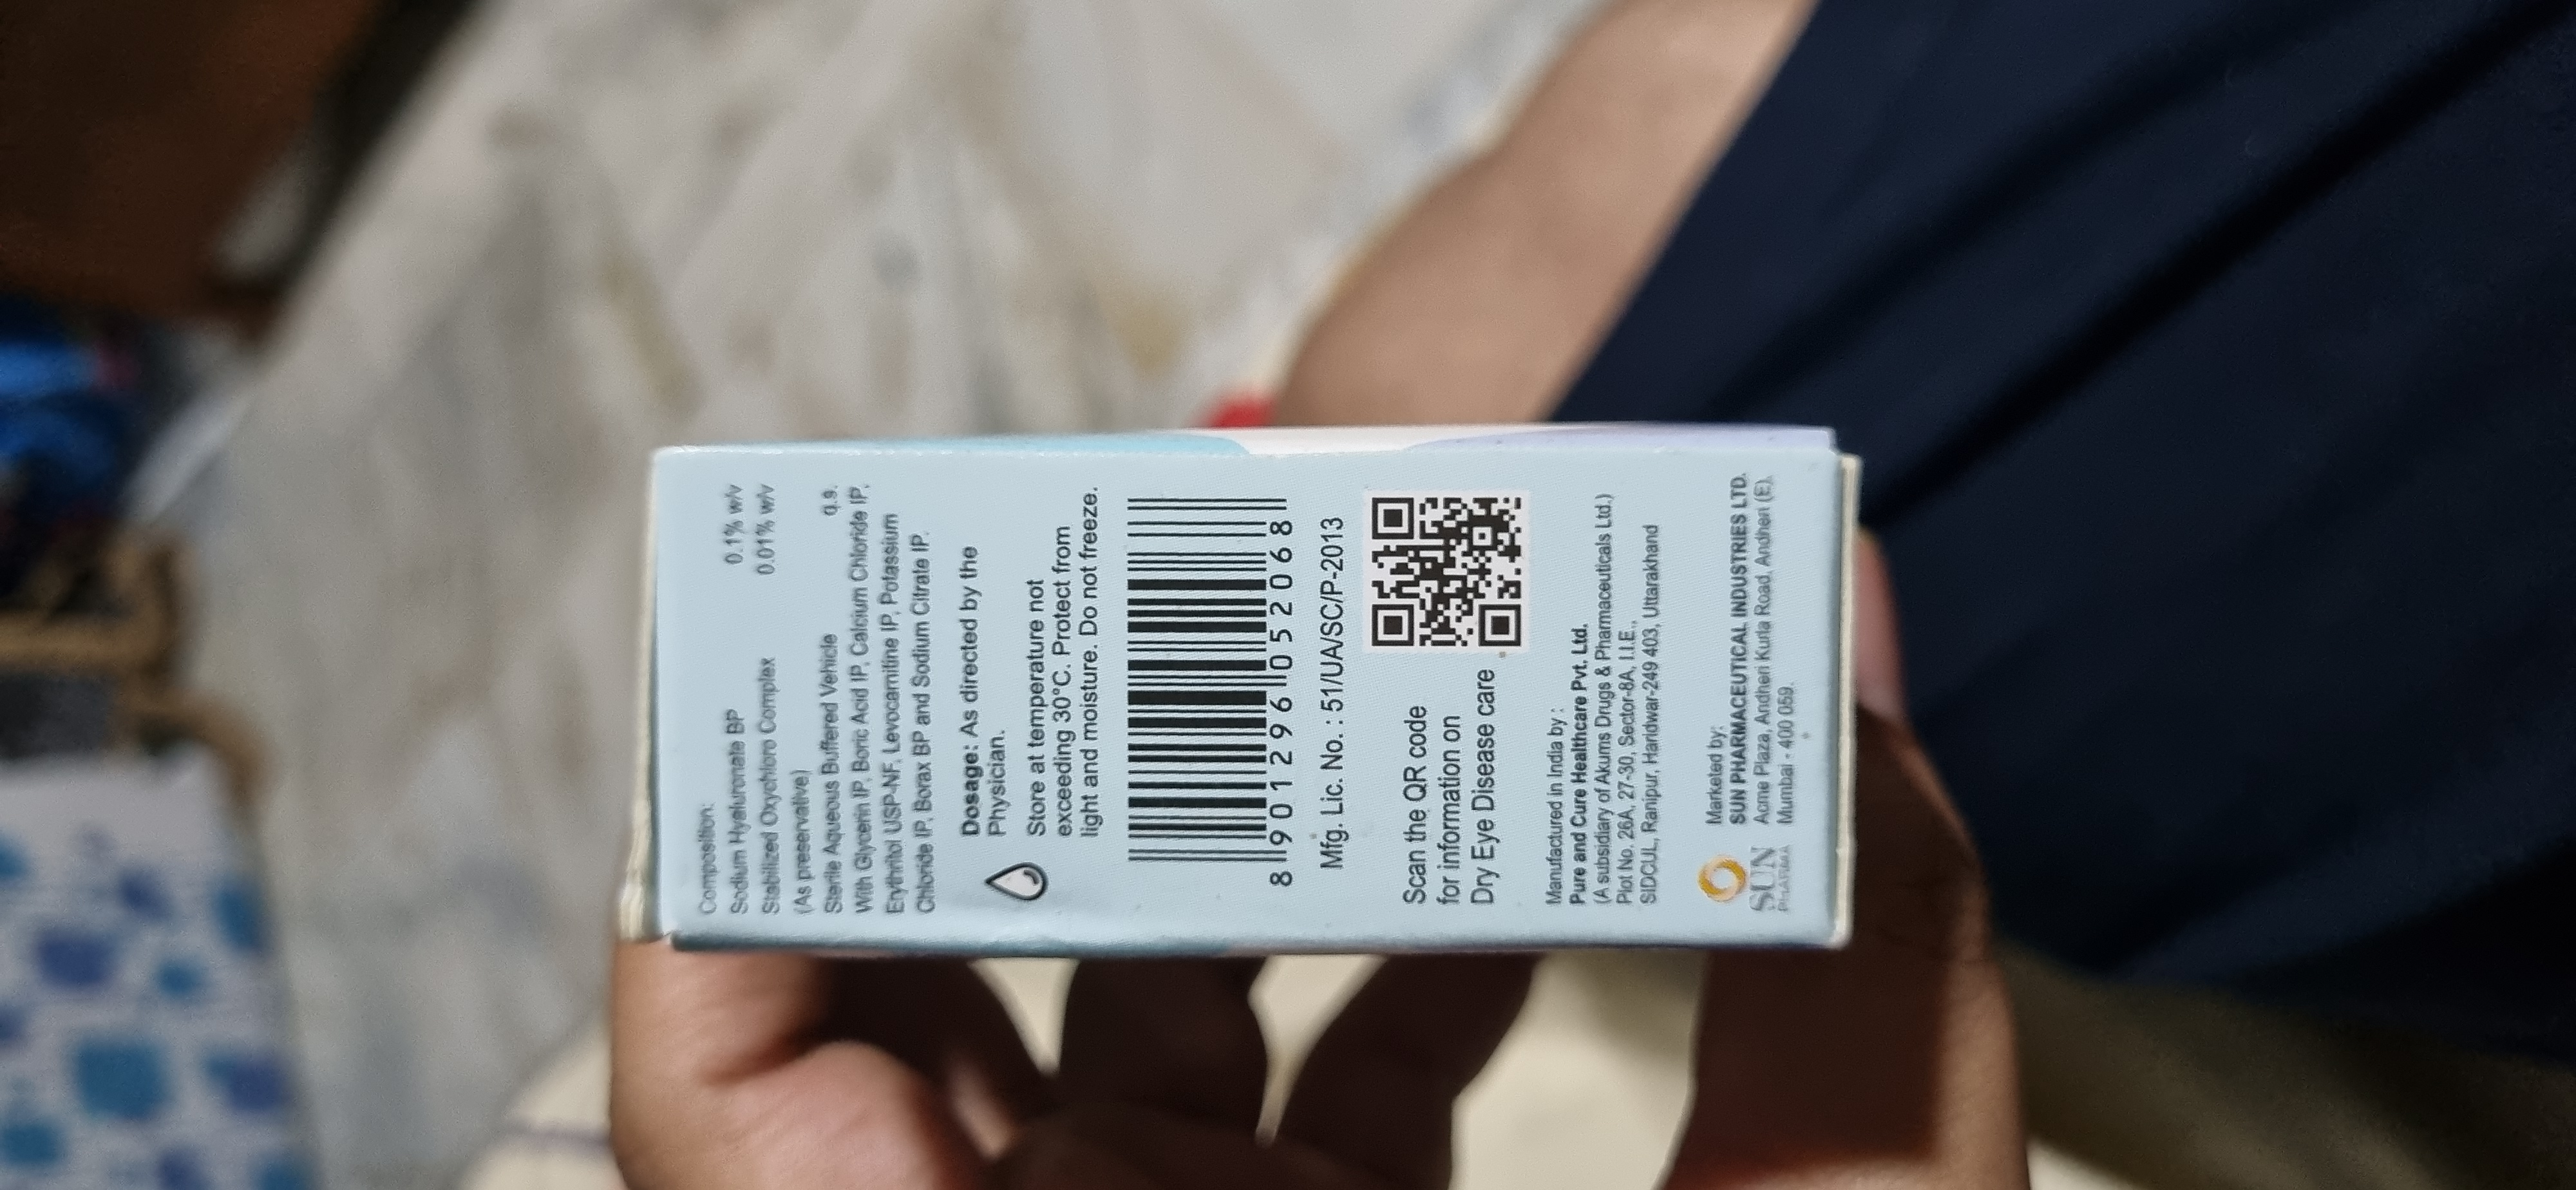 Composition:
Sodium Hyaluronate BP 0.1% w/v
Stabilized Oxychloro Complex 0.01% w/v
(As preservative)
Sterile Aqueous Buffered Vehicle q.s.
With Glycerin IP, Boric Acid IP, Calcium Chloride IP,
Erythritol USP-NF, Levocarnitine IP, Potassium
Chloride IP, Borax BP and Sodium Citrate IP.
Dosage: As directed by the
Physician.
Store at temperature not
exceeding 30°C. Protect from
light and moisture. Do not freeze.
8 901296 052068
Mfg. Lic. No. : 51/UA/SC/P-2013
Scan the QR code
for information on
Dry Eye Disease care
Manufactured in India by :
Pure and Cure Healthcare Pvt. Ltd.
(A subsidiary of Akums Drugs & Pharmaceuticals Ltd.)
Plot No. 26A, 27-30, Sector-8A, I.I.E.,
SIDCUL, Ranipur, Haridwar-249 403, Uttarakhand
SUN
PHARMA
Marketed by:
SUN PHARMACEUTICAL INDUSTRIES LTD.
Acme Plaza, Andheri Kurla Road, Andheri (E),
Mumbai - 400 059.